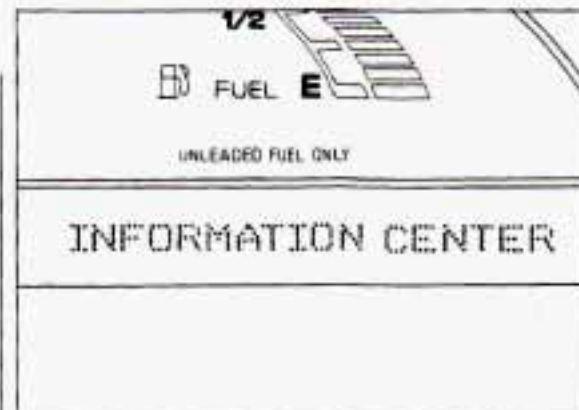 1/2
FUEL E
UNLEADED FUEL ONLY
INFORMATION CENTER